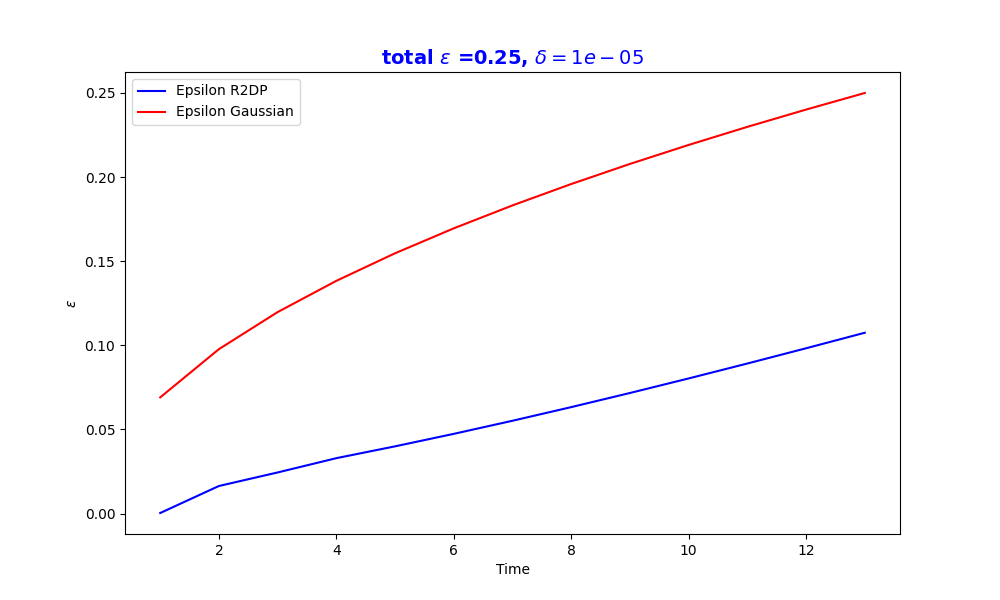 total ε =0.25, δ = 1e − 05
Epsilon R2DP
Epsilon Gaussian
0.25
0.20
0.15
0.10
0.05
0.00
ε
2 4 6 8 10 12
Time